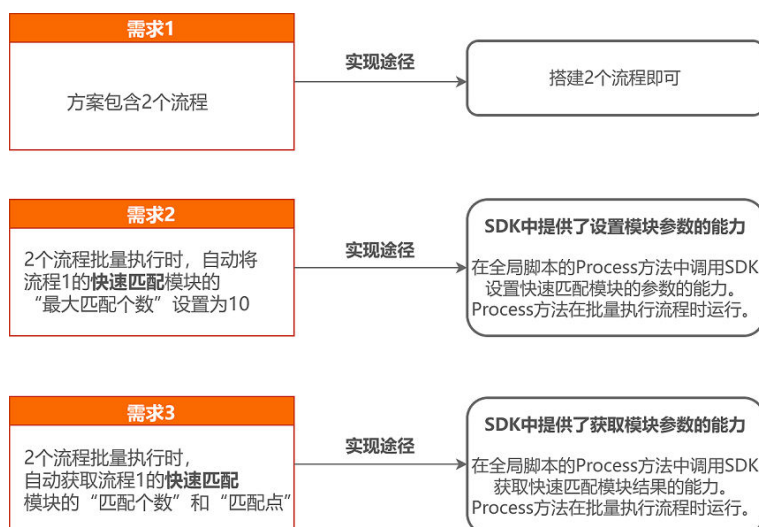 需求1
方案包含2个流程
实现途径
搭建2个流程即可
需求2
2个流程批量执行时，自动将
流程1的快速匹配模块的
“最大匹配个数”设置为10
实现途径
SDK中提供了设置模块参数的能力
在全局脚本的Process方法中调用SDK
设置快速匹配模块的参数的能力。
Process方法在批量执行流程时运行。
需求3
2个流程批量执行时，
自动获取流程1的快速匹配
模块的“匹配个数”和“匹配点”
实现途径
SDK中提供了获取模块参数的能力
在全局脚本的Process方法中调用SDK
获取快速匹配模块结果的能力。
Process方法在批量执行流程时运行。